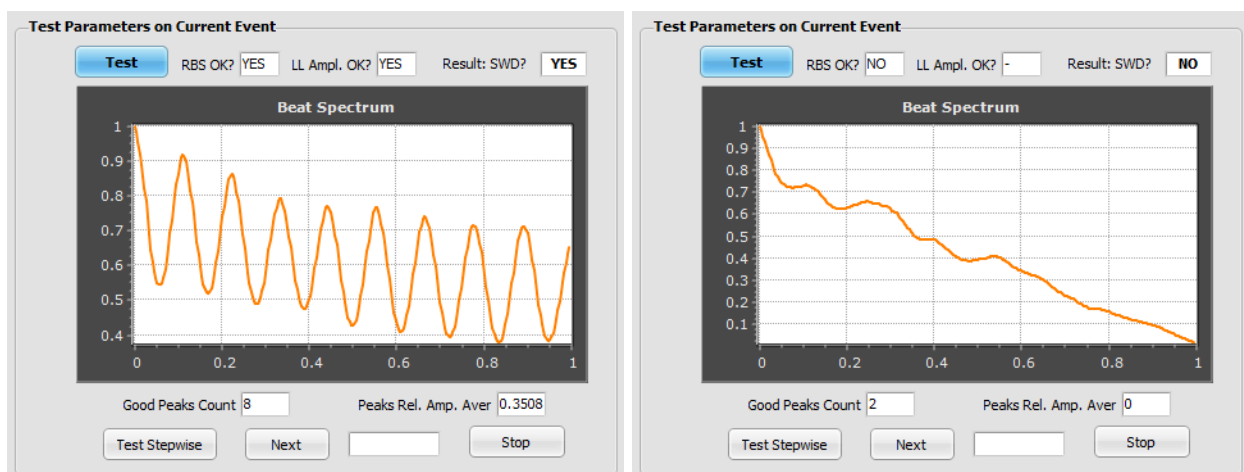 Test Parameters on Current Event
Test RBS OK? YES LL Ampl. OK? YES Result: SWD? YES
Beat Spectrum
1
0.9
0.8
0.7
0.6
0.5
0.4
0 0.2 0.4 0.6 0.8 1
Good Peaks Count 8 Peaks Rel. Amp. Aver 0.3508
Test Stepwise Next Stop
Test Parameters on Current Event
Test RBS OK? NO LL Ampl. OK? - Result: SWD? NO
Beat Spectrum
1
0.9
0.8
0.7
0.6
0.5
0.4
0.3
0.2
0.1
0 0.2 0.4 0.6 0.8 1
Good Peaks Count 2 Peaks Rel. Amp. Aver 0
Test Stepwise Next Stop